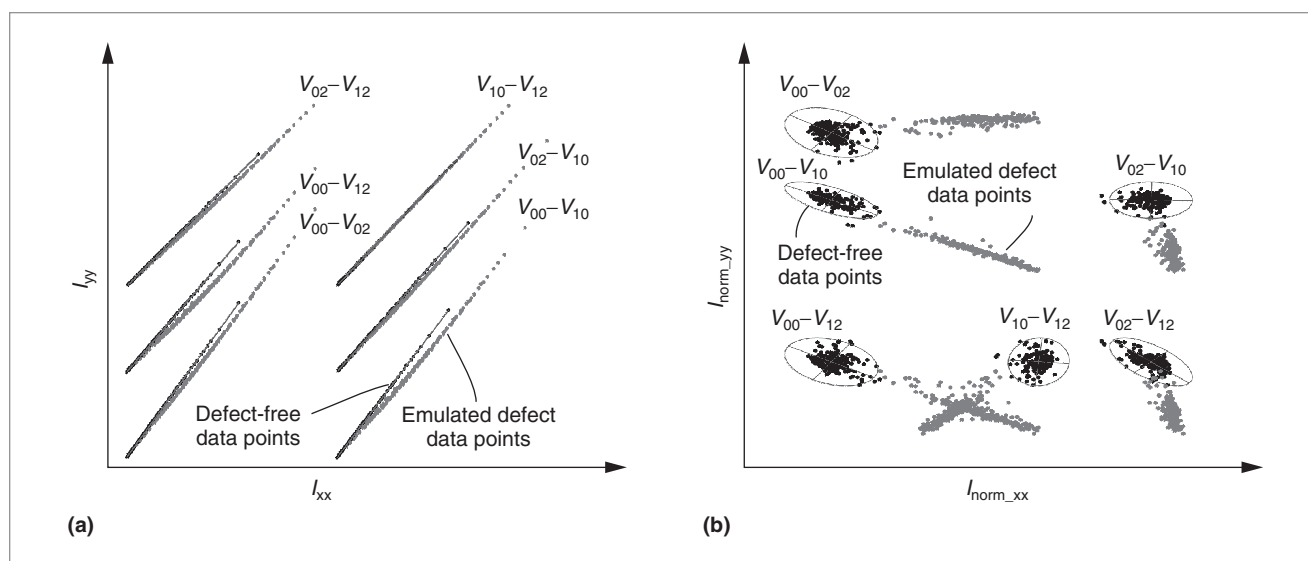 V02–V12
V10–V12
V02–V10
V00–V12
V00–V10
V00–V02
Iyy
Defect-free
data points
Emulated defect
data points
Ixx
(a)
V00–V02
V00–V10
Emulated defect
data points
V02–V10
Defect-free
data points
Inorm_yy
V00–V12
V10–V12
V02–V12
Inorm_xx
(b)